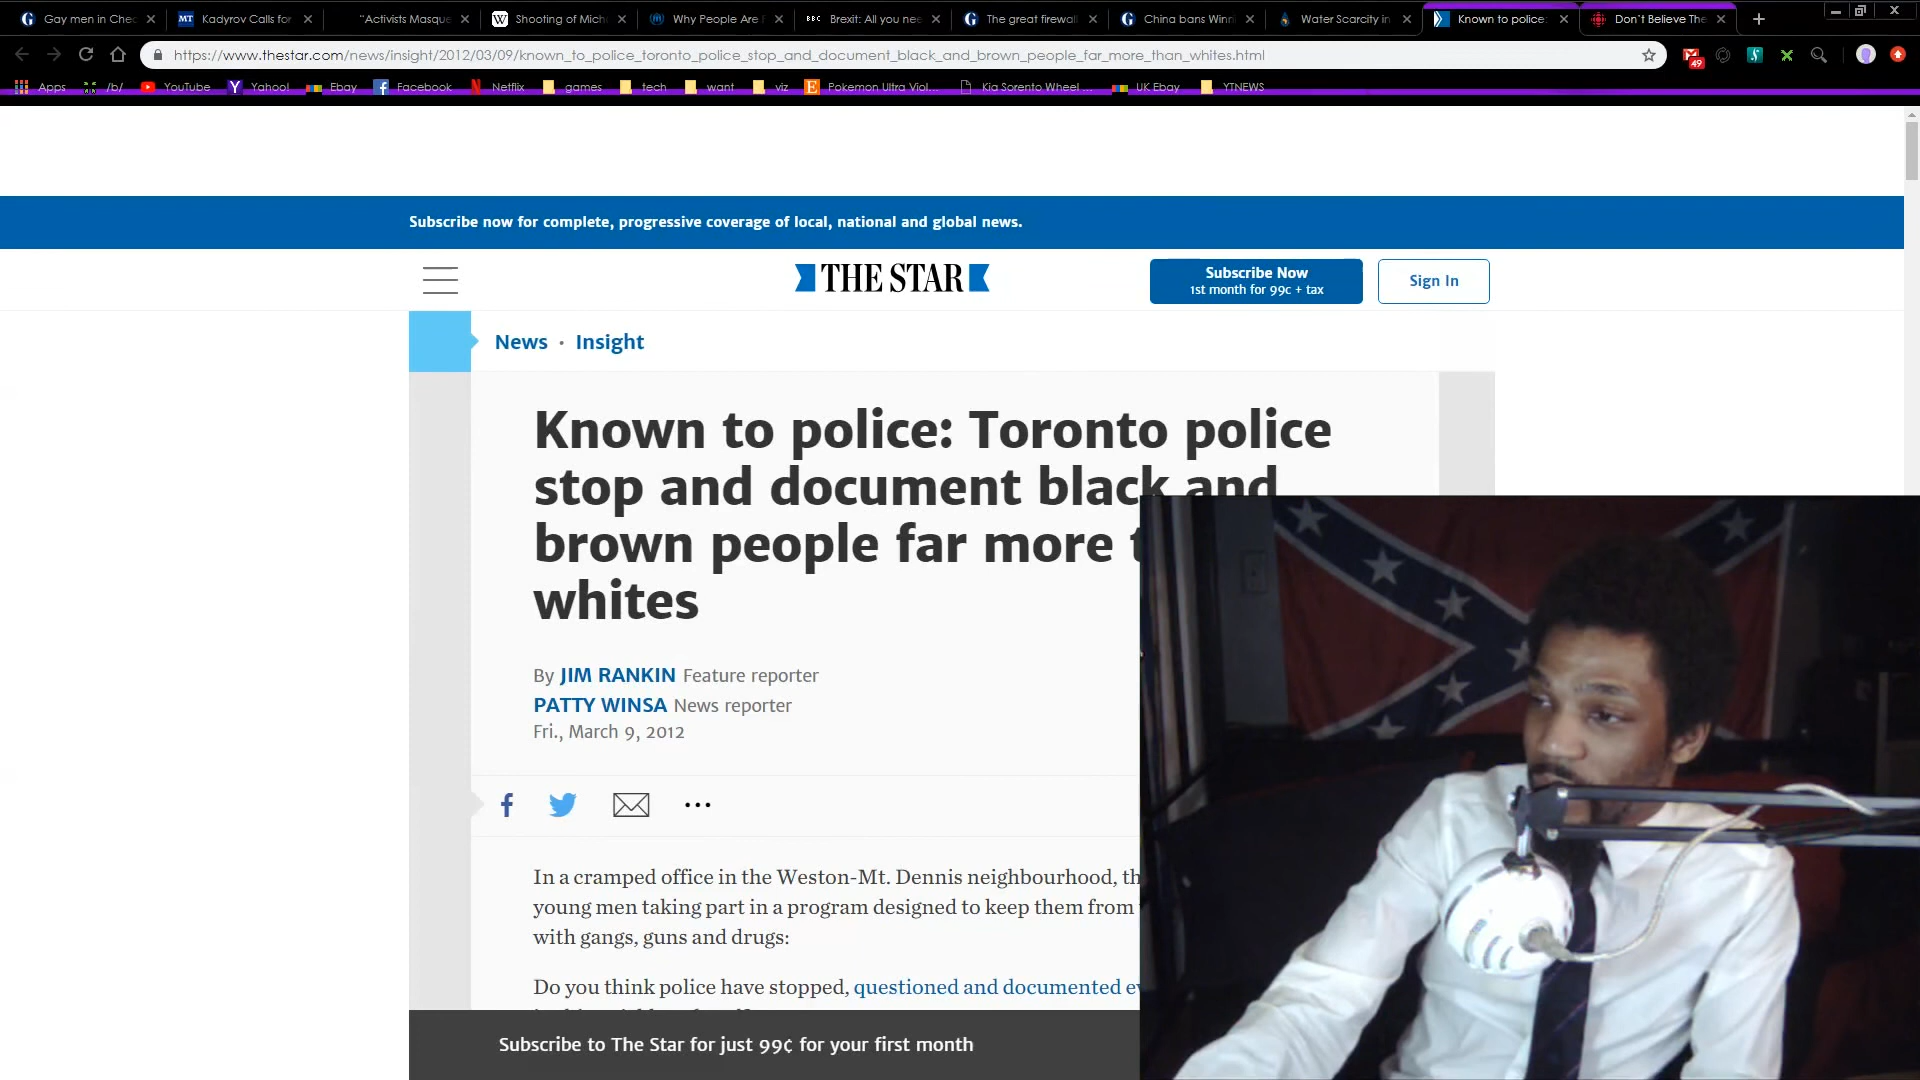 Gay men in Chec
Kadyrov Calls for
"Activists Masque
Shooting of Mich
Why People Are F
BBC
Brexit: All you nee
The great firewall
China bans Winni
Water Scarcity in
Known to police:
Don't Believe The
https://www.thestar.com/news/insight/2012/03/09/known_to_police_toronto_police_stop_and_document_black_and_brown_people_far_more_than_whites.html
49
Apps
/b/
YouTube
Yahoo!
Ebay
Facebook
Netflix
games
tech
want
viz
Pokemon Ultra Viol...
Kia Sorento Wheel ...
UK Ebay
YTNEWS
Subscribe now for complete, progressive coverage of local, national and global news.
THE STAR
Subscribe Now
1st month for 99c + tax
Sign In
News · Insight
Known to police: Toronto police
stop and document black and
brown people far more t
whites
By JIM RANKIN Feature reporter
PATTY WINSA News reporter
Fri., March 9, 2012
In a cramped office in the Weston-Mt. Dennis neighbourhood, th
young men taking part in a program designed to keep them from
with gangs, guns and drugs:
Do you think police have stopped, questioned and documented ev
Subscribe to The Star for just 99¢ for your first month